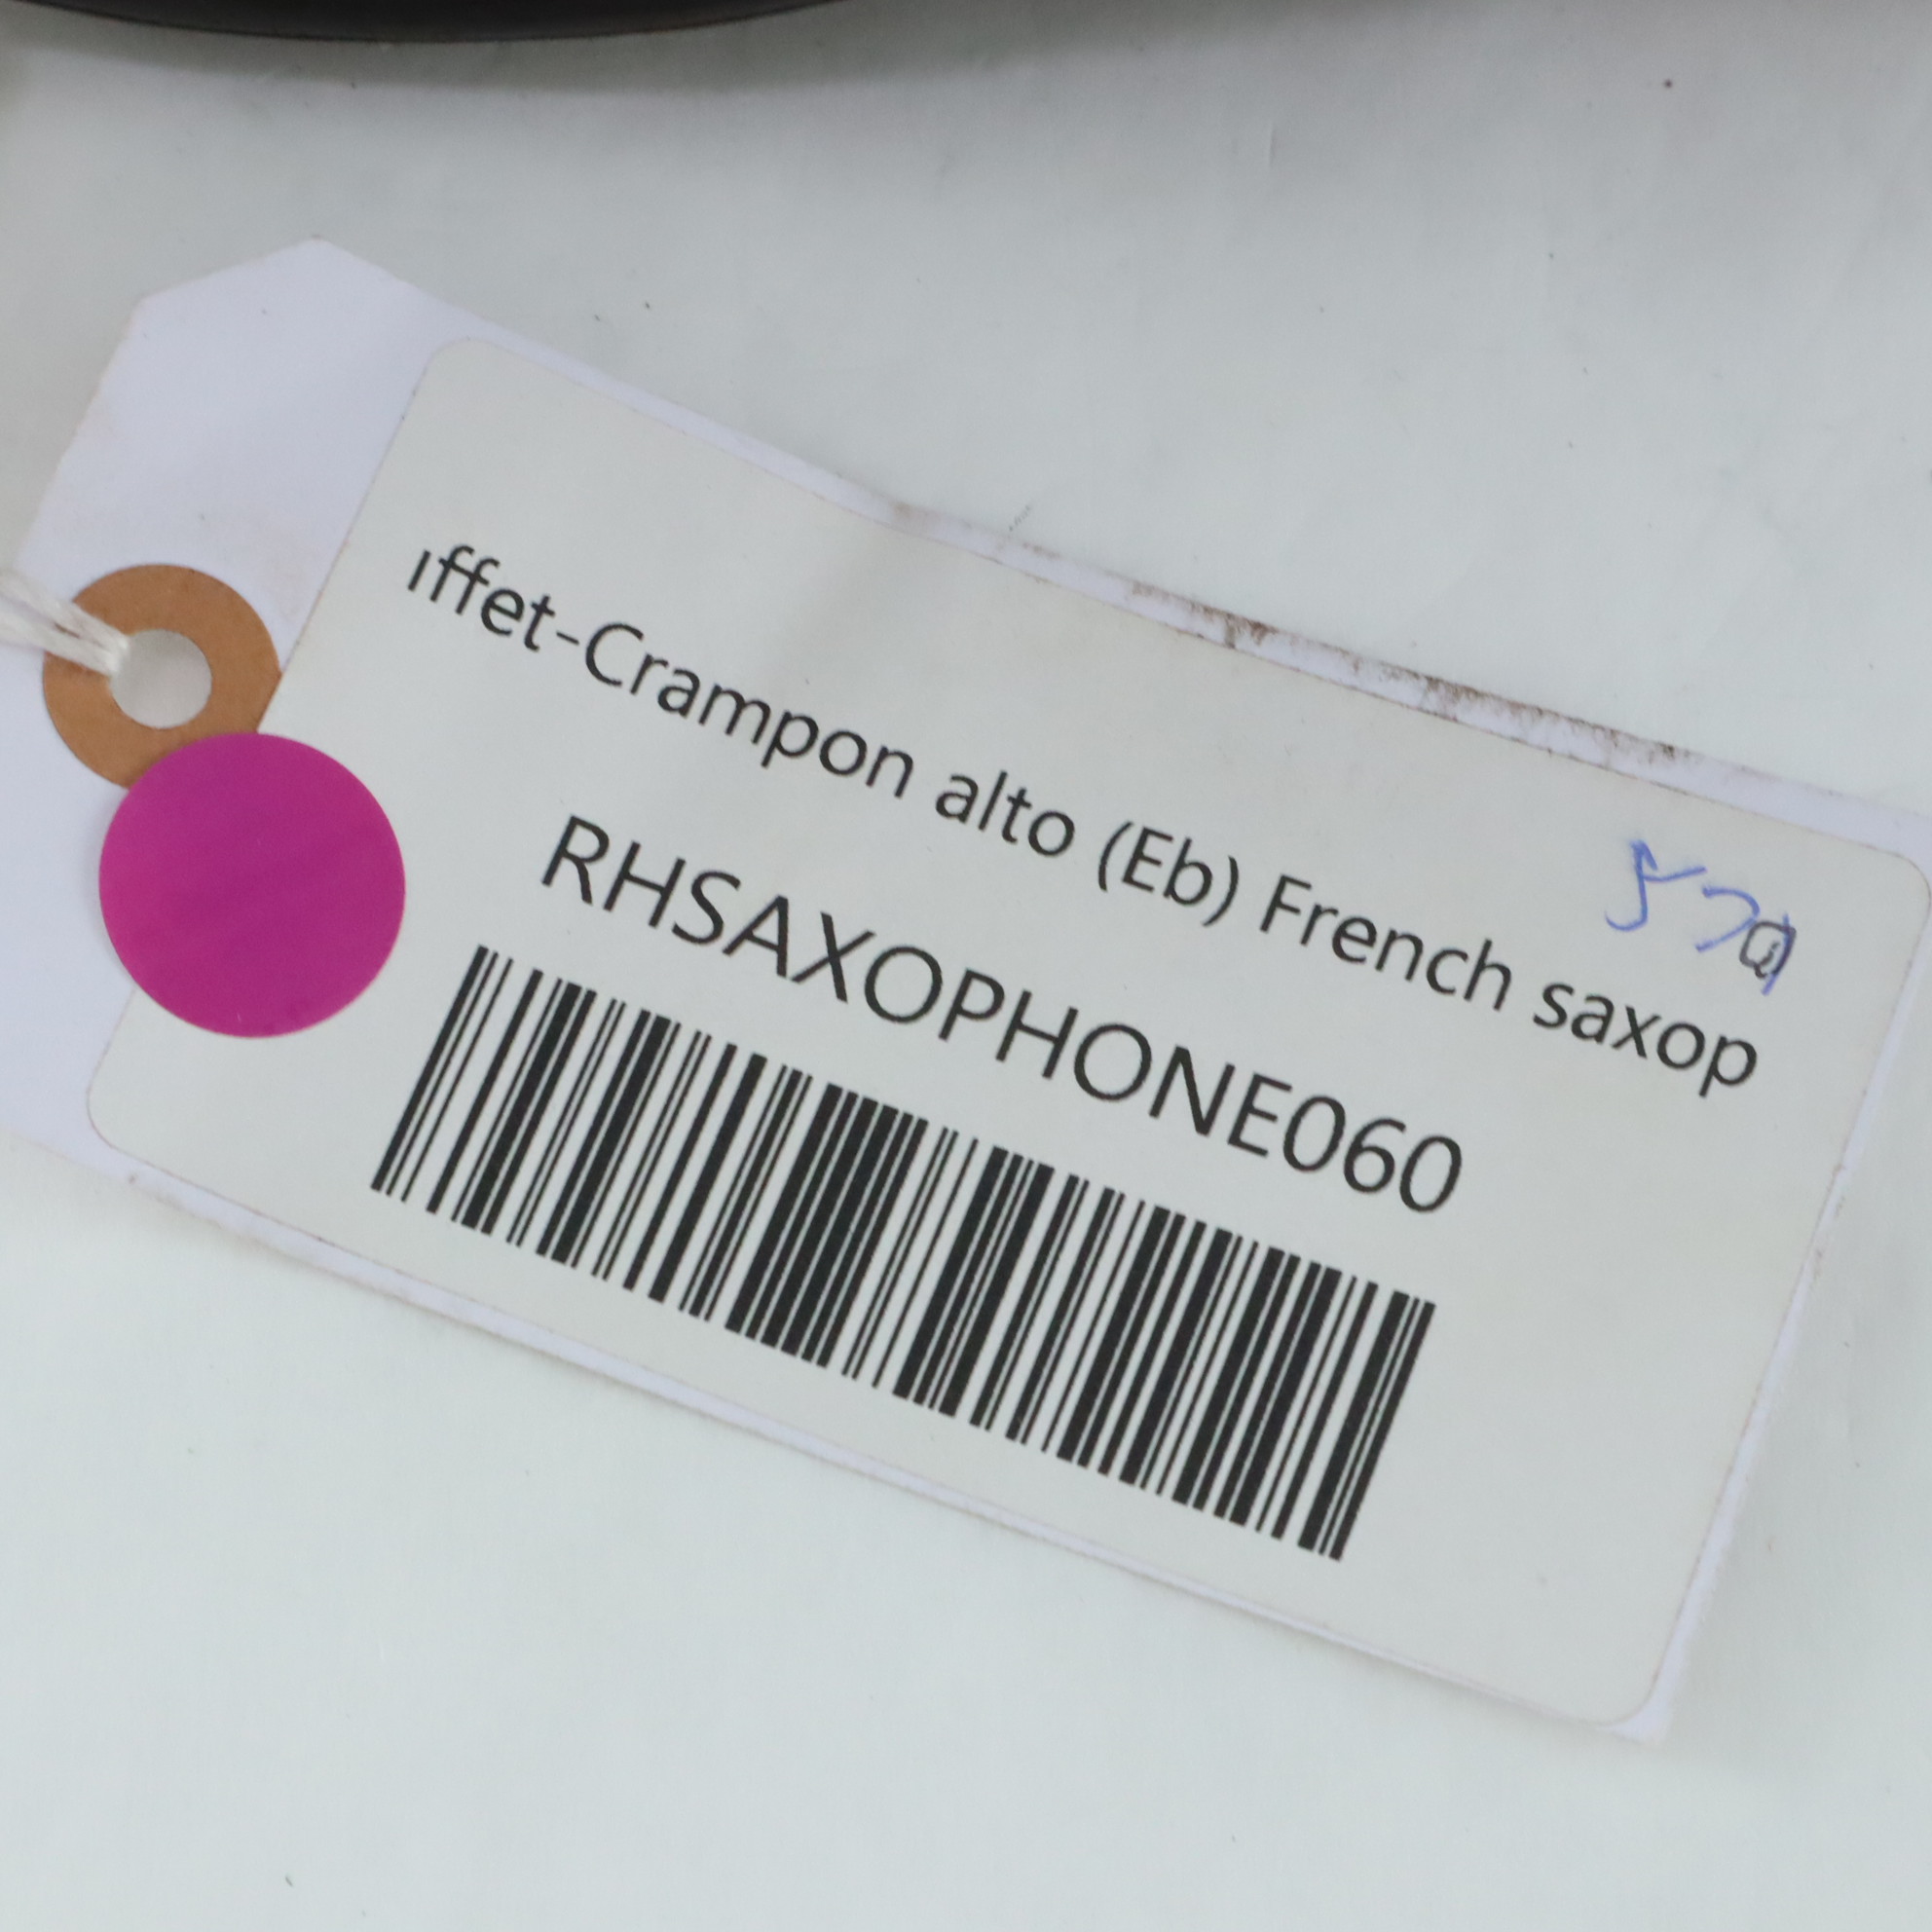 ıffet-Crampon alto (Eb) French saxop
RHSAXOPHONE060